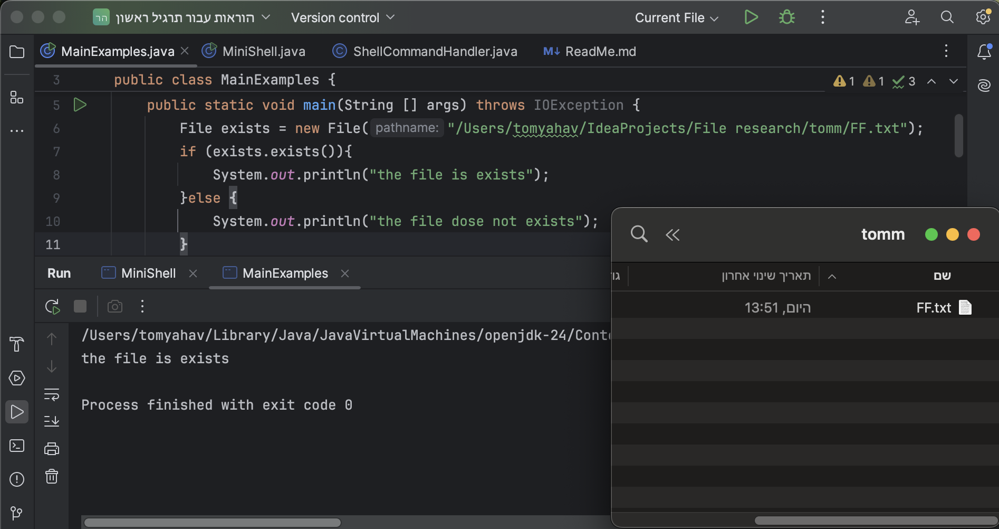 הר הוראות עבור תרגיל ראשון Version control Current File
MainExamples.java MiniShell.java ShellCommandHandler.java M↓ ReadMe.md
3 public class MainExamples { 1 1 3
5 public static void main(String [] args) throws IOException {
6 File exists = new File( pathname: "/Users/tomyahav/IdeaProjects/File research/tomm/FF.txt");
7 if (exists.exists()){
8 System.out.println("the file is exists");
9 }else {
10 System.out.println("the file dose not exists");
11 }
Run MiniShell MainExamples
/Users/tomyahav/Library/Java/JavaVirtualMachines/openjdk-24/Conte
the file is exists
Process finished with exit code 0
tomm
שם תאריך שינוי אחרון גוד
FF.txt היום, 13:51